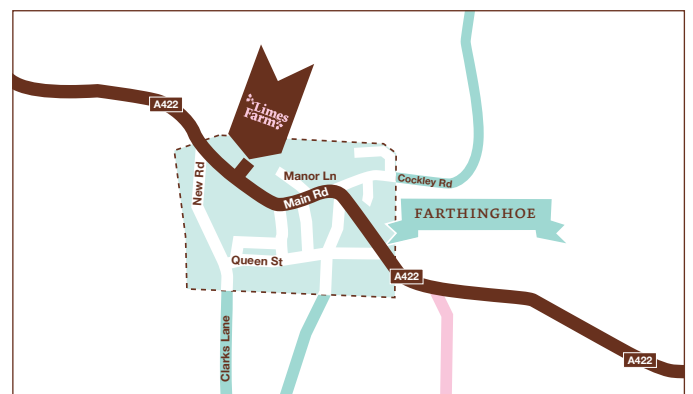 A422
Limes
Farm
Manor Ln
Cockley Rd
New Rd
Main Rd
FARTHINGHOE
Queen St
A422
Clarks Lane
A422